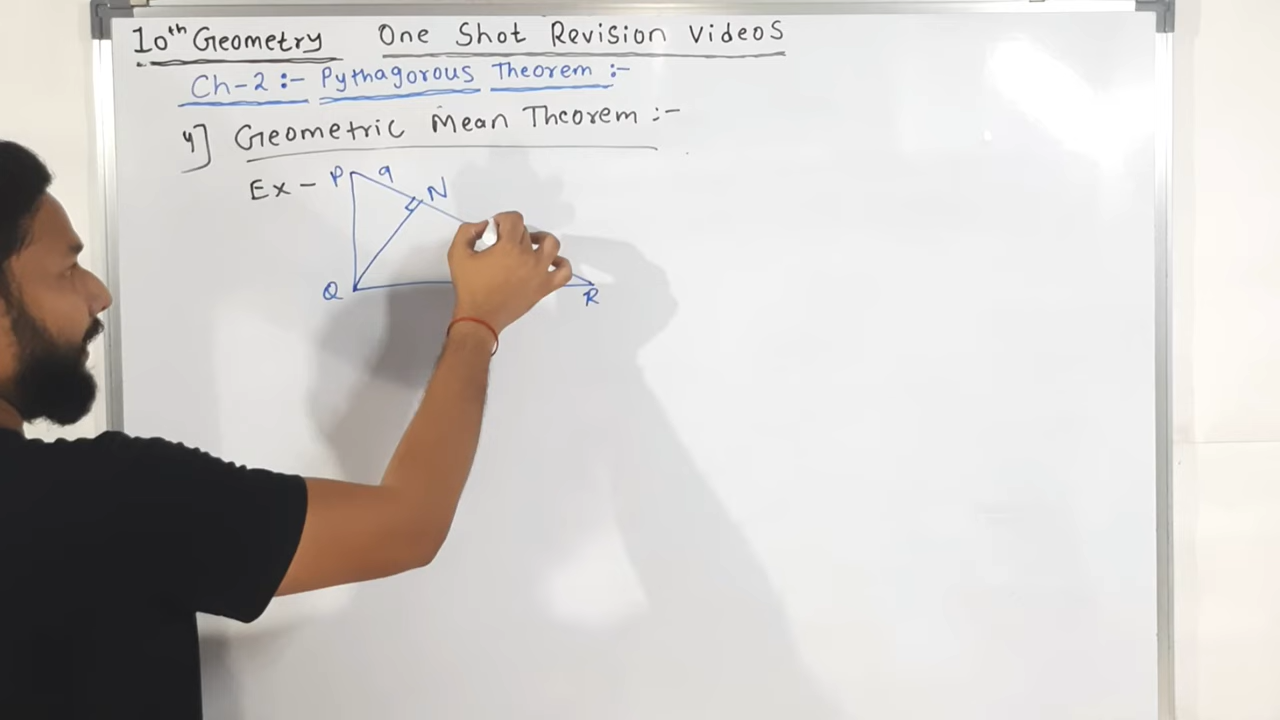 10th Geometry One Shot Revision Videos
Ch-2 :- Pythagorous Theorem :-
4] Geometric Mean Theorem :-
Ex - P 9 N
Q R